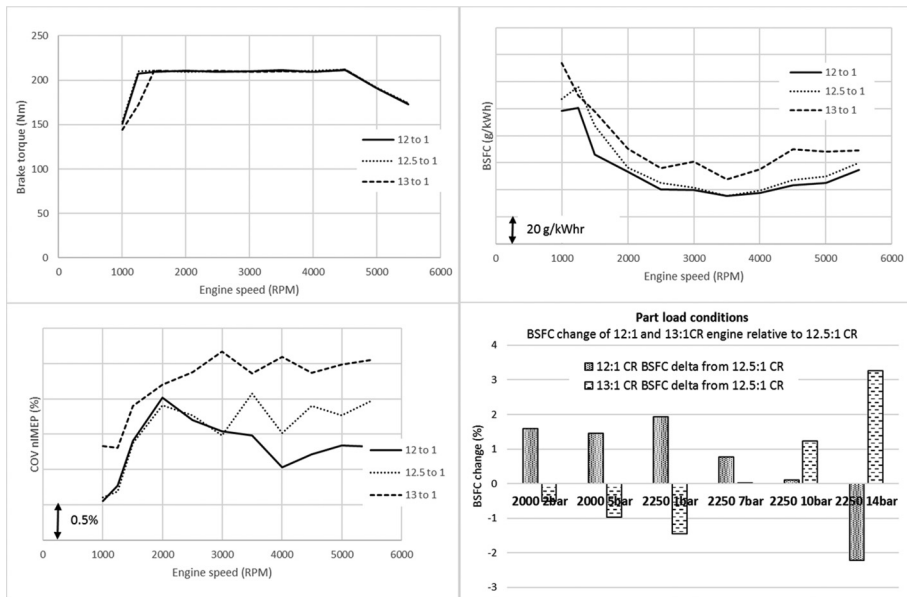 250
200
150
100
50
0
Brake torque (Nm)
12 to 1
12.5 to 1
13 to 1
0
1000
2000
3000
4000
5000
6000
Engine speed (RPM)
BSFC (g/kWh)
12 to 1
12.5 to 1
13 to 1
20 g/kWhr
0
1000
2000
3000
4000
5000
6000
Engine speed (RPM)
COV nIMEP (%)
12 to 1
12.5 to 1
13 to 1
0.5%
0
1000
2000
3000
4000
5000
6000
Engine speed (RPM)
Part load conditions
BSFC change of 12:1 and 13:1CR engine relative to 12.5:1 CR
4
3
2
1
0
-1
-2
-3
BSFC change (%)
12:1 CR BSFC delta from 12.5:1 CR
13:1 CR BSFC delta from 12.5:1 CR
2000 2bar
2000 5bar
2250 1bar
2250 7bar
2250 10bar
2250 14bar